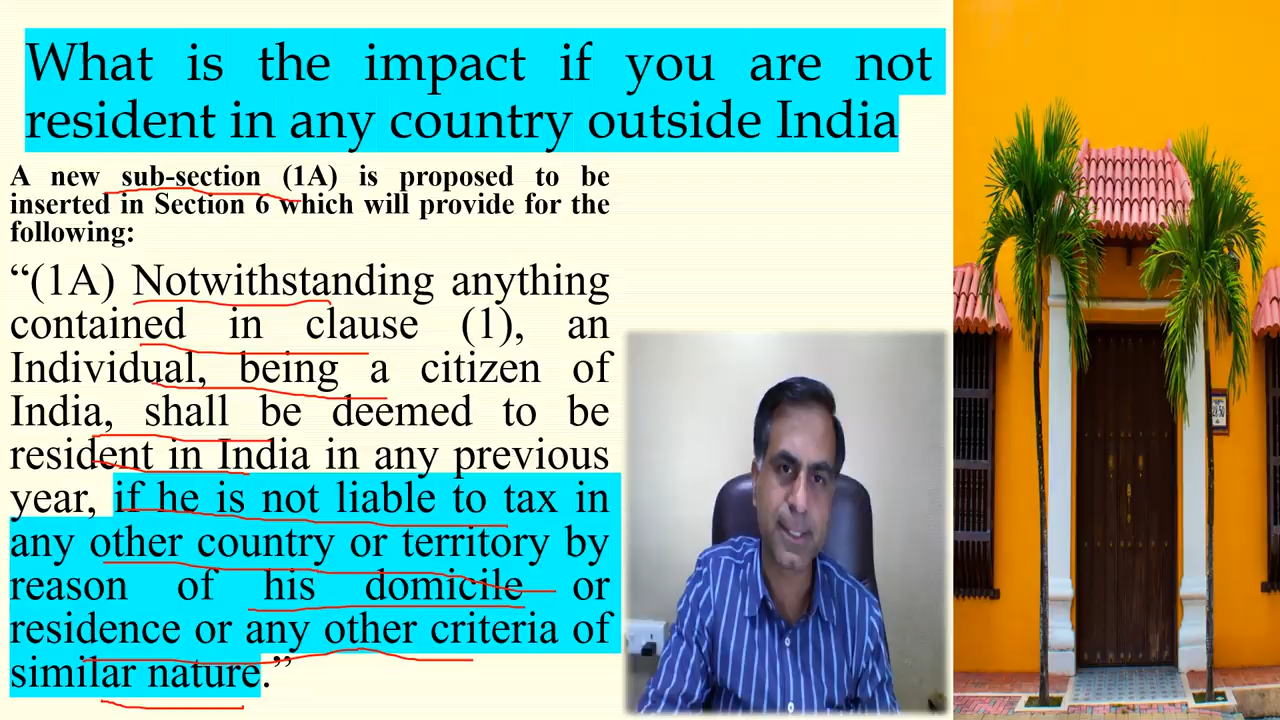 What is the impact if you are not
resident in any country outside India
A new sub-section (1A) is proposed to be
inserted in Section 6 which will provide for the
following:
“(1A) Notwithstanding anything
contained in clause (1), an
Individual, being a citizen of
India, shall be deemed to be
resident in India in any previous
year, if he is not liable to tax in
any other country or territory by
reason of his domicile or
residence or any other criteria of
similar nature.”